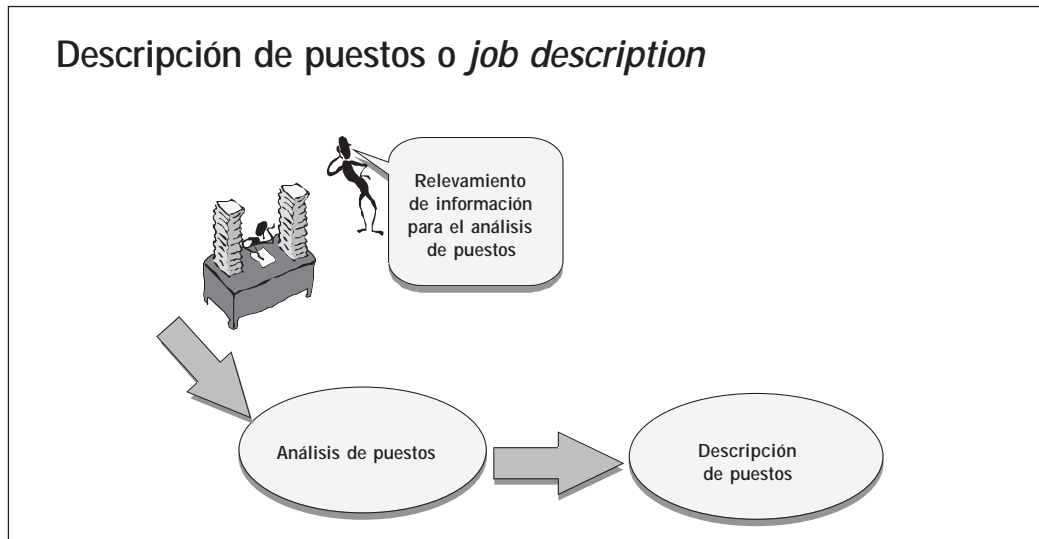 Descripción de puestos o job description
Relevamiento
de información
para el análisis
de puestos
Análisis de puestos
Descripción
de puestos